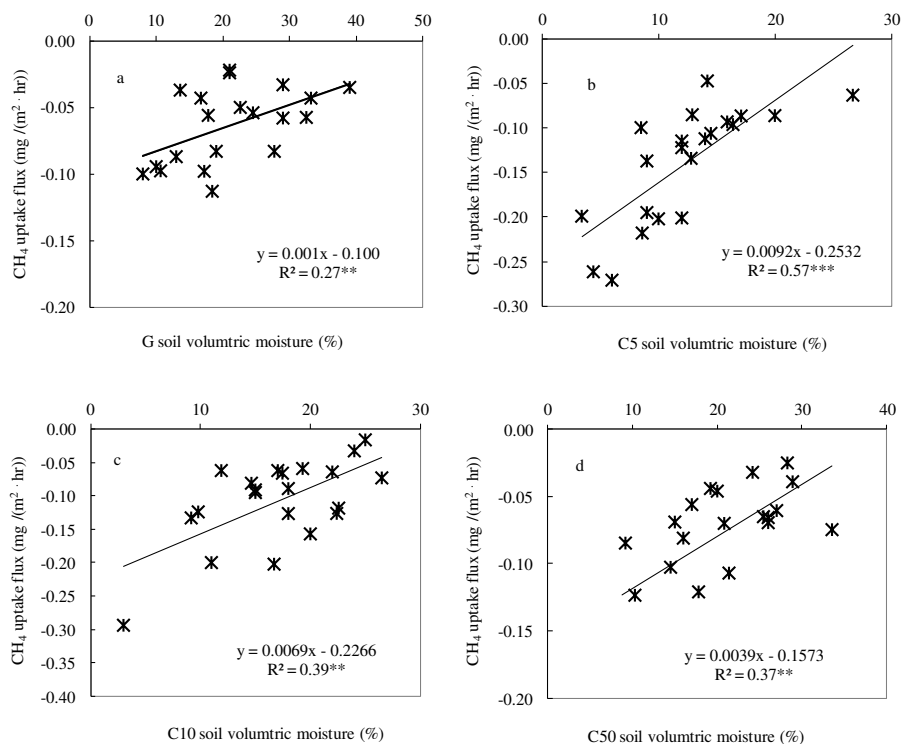 0 10 20 30 40 50
0.00
-0.05
-0.10
-0.15
-0.20
CH₄ uptake flux (mg /(m² · hr))
a
y = 0.001x - 0.100
R² = 0.27**
G soil volumtric moisture (%)
0 10 20 30
0.00
-0.05
-0.10
-0.15
-0.20
-0.25
-0.30
CH₄ uptake flux (mg /(m² · hr))
b
y = 0.0092x - 0.2532
R² = 0.57***
C5 soil volumtric moisture (%)
0 10 20 30
0.00
-0.05
-0.10
-0.15
-0.20
-0.25
-0.30
-0.35
-0.40
CH₄ uptake flux (mg /(m² · hr))
c
y = 0.0069x - 0.2266
R² = 0.39**
C10 soil volumtric moisture (%)
0 10 20 30 40
0.00
-0.05
-0.10
-0.15
-0.20
CH₄ uptake flux (mg /(m² · hr))
d
y = 0.0039x - 0.1573
R² = 0.37**
C50 soil volumtric moisture (%)